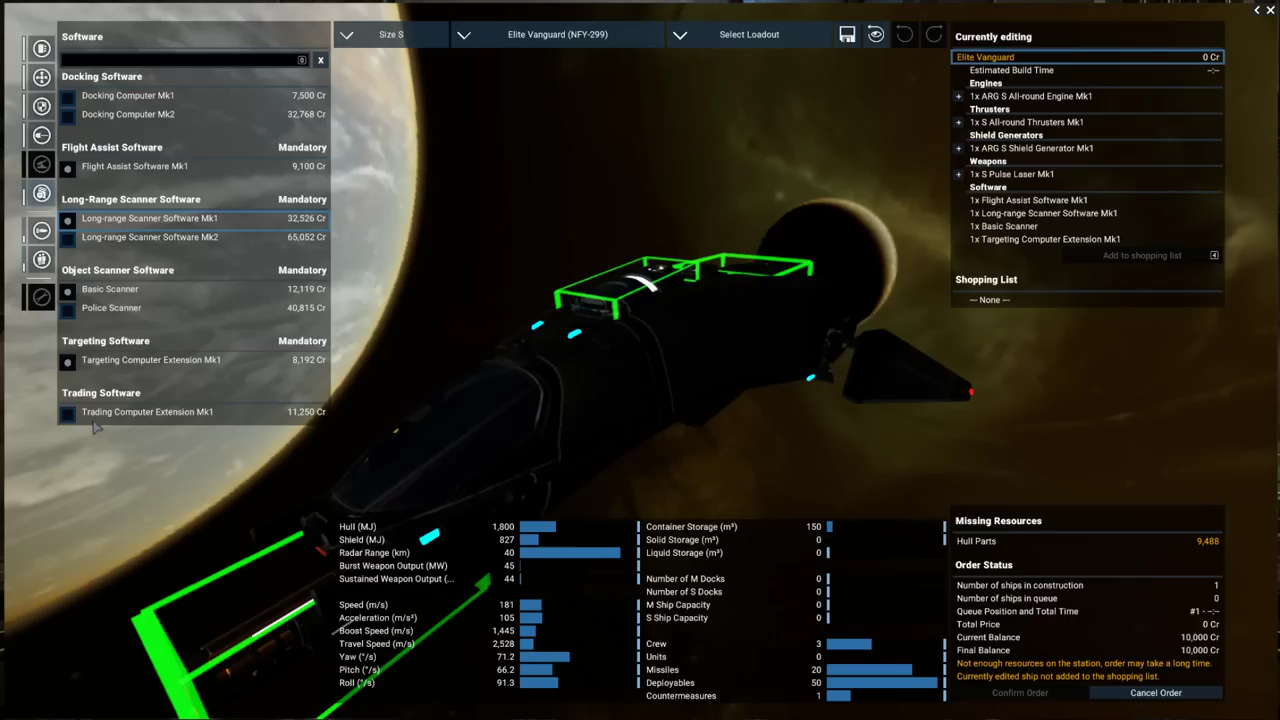 Software
0 X
Docking Software
Docking Computer Mk1 7,500 Cr
Docking Computer Mk2 32,768 Cr
Flight Assist Software Mandatory
Flight Assist Software Mk1 9,100 Cr
Long-Range Scanner Software Mandatory
Long-range Scanner Software Mk1 32,526 Cr
Long-range Scanner Software Mk2 65,052 Cr
Object Scanner Software Mandatory
Basic Scanner 12,119 Cr
Police Scanner 40,815 Cr
Targeting Software Mandatory
Targeting Computer Extension Mk1 8,192 Cr
Trading Software
Trading Computer Extension Mk1 11,250 Cr
Size S
Elite Vanguard (NFY-299)
Select Loadout
Hull (MJ) 1,800
Shield (MJ) 827
Radar Range (km) 40
Burst Weapon Output (MW) 45
Sustained Weapon Output (... 44
Speed (m/s) 181
Acceleration (m/s²) 105
Boost Speed (m/s) 1,445
Travel Speed (m/s) 2,528
Yaw (°/s) 71.2
Pitch (°/s) 66.2
Roll (°/s) 91.3
Container Storage (m³) 150
Solid Storage (m³) 0
Liquid Storage (m³) 0
Number of M Docks 0
Number of S Docks 0
M Ship Capacity 0
S Ship Capacity 0
Crew 3
Units 0
Missiles 20
Deployables 50
Countermeasures 1
Currently editing
Elite Vanguard 0 Cr
Estimated Build Time --:--
Engines
+ 1x ARG S All-round Engine Mk1
Thrusters
+ 1x S All-round Thrusters Mk1
Shield Generators
+ 1x ARG S Shield Generator Mk1
Weapons
+ 1x S Pulse Laser Mk1
Software
1x Flight Assist Software Mk1
1x Long-range Scanner Software Mk1
1x Basic Scanner
1x Targeting Computer Extension Mk1
Add to shopping list
Shopping List
--- None ---
Missing Resources
Hull Parts 9,488
Order Status
Number of ships in construction 1
Number of ships in queue 0
Queue Position and Total Time #1 - --:--
Total Price 0 Cr
Current Balance 10,000 Cr
Final Balance 10,000 Cr
Not enough resources on the station, order may take a long time.
Currently edited ship not added to the shopping list.
Confirm Order Cancel Order